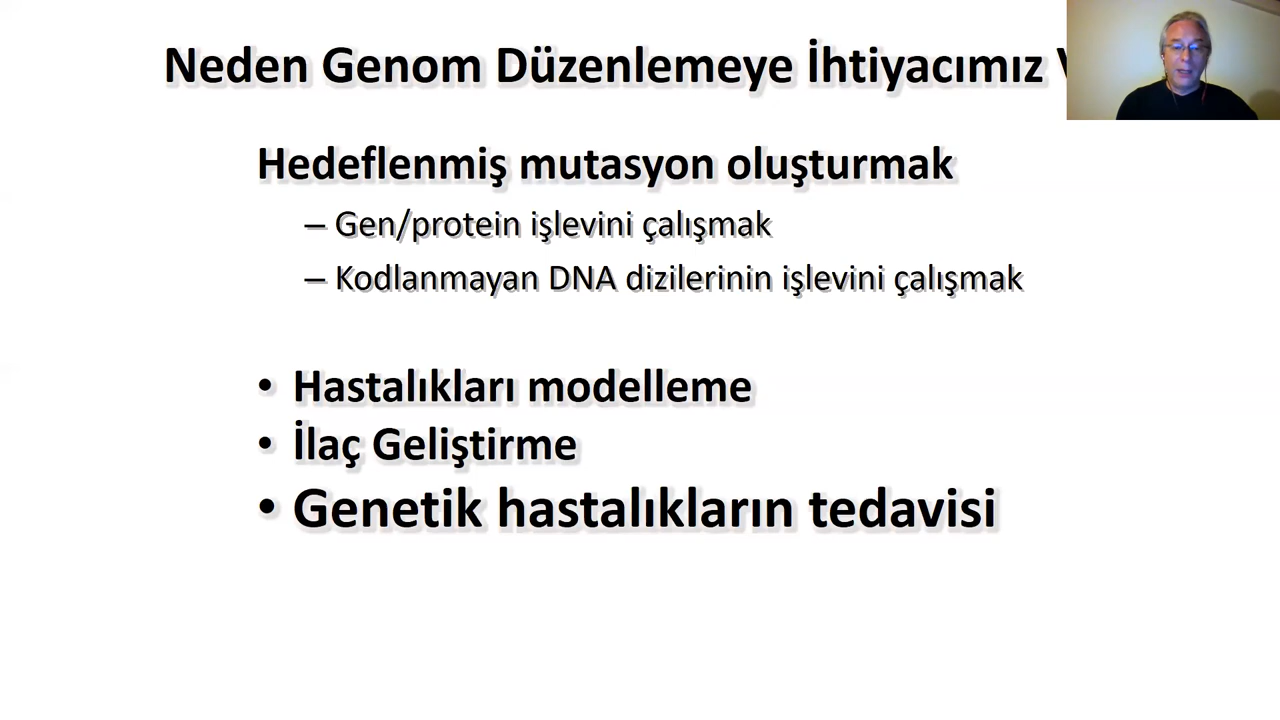 Neden Genom Düzenlemeye İhtiyacımız
Hedeflenmiş mutasyon oluşturmak
– Gen/protein işlevini çalışmak
– Kodlanmayan DNA dizilerinin işlevini çalışmak
• Hastalıkları modelleme
• İlaç Geliştirme
• Genetik hastalıkların tedavisi